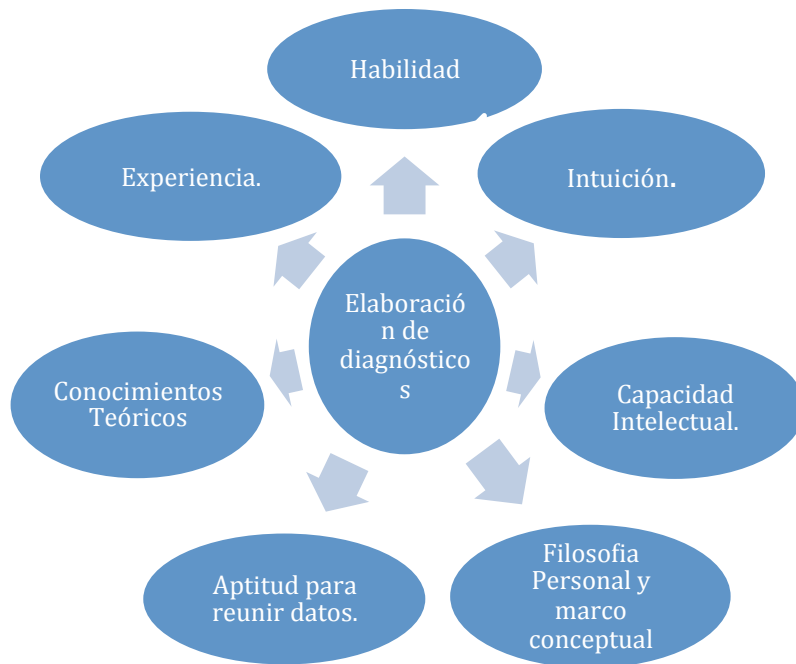 Habilidad
Experiencia.
Intuición.
Elaboració
n de
diagnóstico
s
Conocimientos
Teóricos
Capacidad
Intelectual.
Aptitud para
reunir datos.
Filosofia
Personal y
marco
conceptual